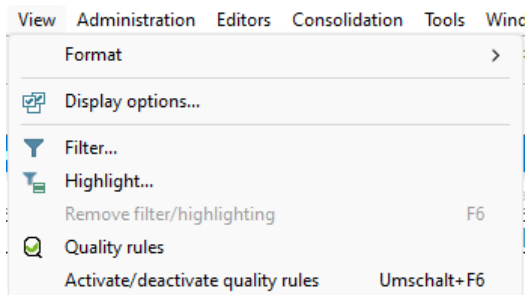 View Administration Editors Consolidation Tools
Format
Display options...
Filter...
Highlight...
Remove filter/highlighting F6
Quality rules
Activate/deactivate quality rules Umschalt+F6